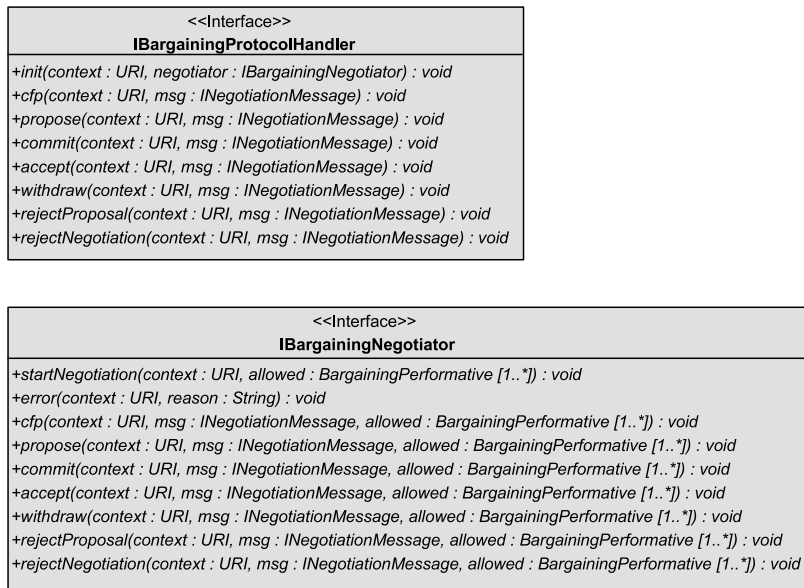 <<Interface>>
IBargainingProtocolHandler
+init(context : URI, negotiator : IBargainingNegotiator) : void
+cfp(context : URI, msg : INegotiationMessage) : void
+propose(context : URI, msg : INegotiationMessage) : void
+commit(context : URI, msg : INegotiationMessage) : void
+accept(context : URI, msg : INegotiationMessage) : void
+withdraw(context : URI, msg : INegotiationMessage) : void
+rejectProposal(context : URI, msg : INegotiationMessage) : void
+rejectNegotiation(context : URI, msg : INegotiationMessage) : void
<<Interface>>
IBargainingNegotiator
+startNegotiation(context : URI, allowed : BargainingPerformative [1..*]) : void
+error(context : URI, reason : String) : void
+cfp(context : URI, msg : INegotiationMessage, allowed : BargainingPerformative [1..*]) : void
+propose(context : URI, msg : INegotiationMessage, allowed : BargainingPerformative [1..*]) : void
+commit(context : URI, msg : INegotiationMessage, allowed : BargainingPerformative [1..*]) : void
+accept(context : URI, msg : INegotiationMessage, allowed : BargainingPerformative [1..*]) : void
+withdraw(context : URI, msg : INegotiationMessage, allowed : BargainingPerformative [1..*]) : void
+rejectProposal(context : URI, msg : INegotiationMessage, allowed : BargainingPerformative [1..*]) : void
+rejectNegotiation(context : URI, msg : INegotiationMessage, allowed : BargainingPerformative [1..*]) : void